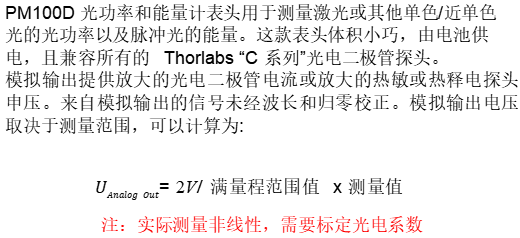 PM100D 光功率和能量计表头用于测量激光或其他单色/近单色
光的光功率以及脉冲光的能量。这款表头体积小巧，由电池供
电，且兼容所有的 Thorlabs “C 系列”光电二极管探头。
模拟输出提供放大的光电二极管电流或放大的热敏或热释电探头
申压。来自模拟输出的信号未经波长和归零校正。模拟输出电压
取决于测量范围，可以计算为:
U Analog Out= 2V/ 满量程范围值 x 测量值
注：实际测量非线性，需要标定光电系数